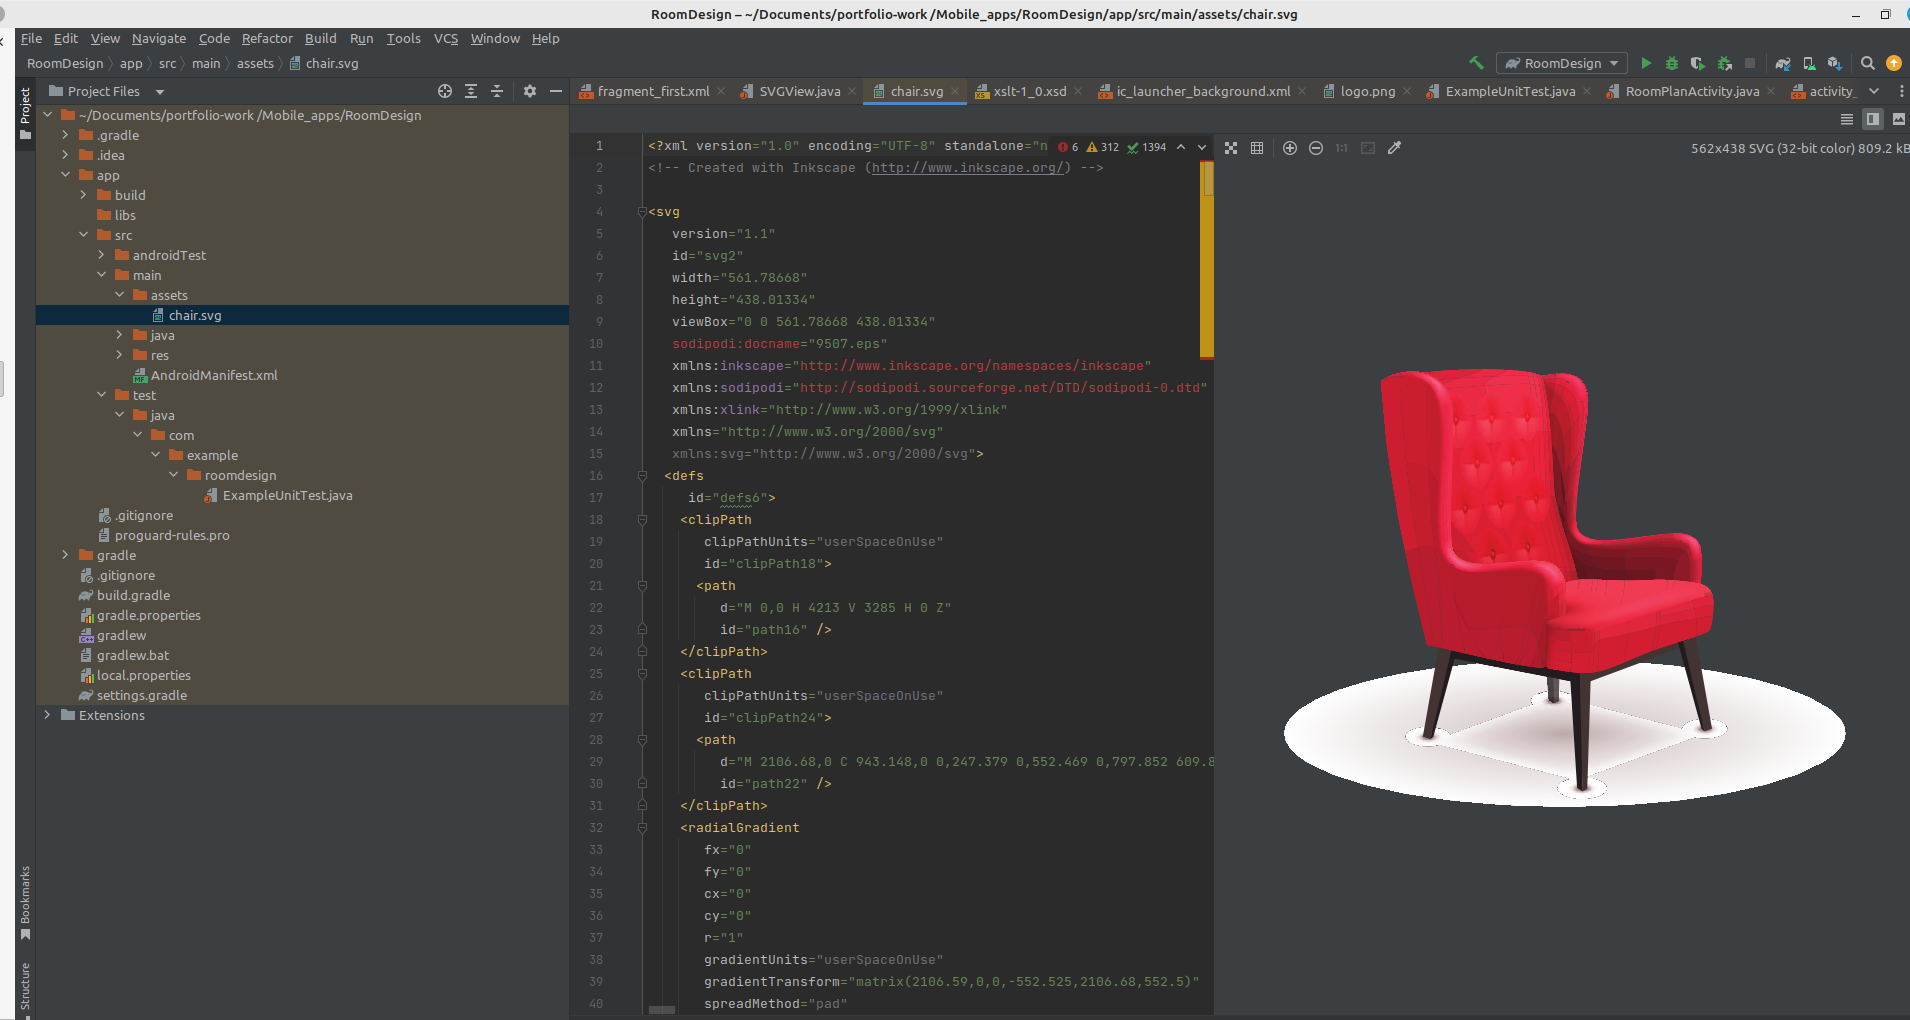 RoomDesign – ~/Documents/portfolio-work /Mobile_apps/RoomDesign/app/src/main/assets/chair.svg
File Edit View Navigate Code Refactor Build Run Tools VCS Window Help
RoomDesign app src main assets chair.svg
RoomDesign
Project
Project Files
fragment_first.xml SVGView.java chair.svg xslt-1_0.xsd ic_launcher_background.xml logo.png ExampleUnitTest.java RoomPlanActivity.java activity_
~/Documents/portfolio-work /Mobile_apps/RoomDesign
.gradle
.idea
app
build
libs
src
androidTest
main
assets
chair.svg
java
res
AndroidManifest.xml
test
java
com
example
roomdesign
ExampleUnitTest.java
.gitignore
proguard-rules.pro
gradle
.gitignore
build.gradle
gradle.properties
gradlew
gradlew.bat
local.properties
settings.gradle
Extensions
Bookmarks
Structure
1 <?xml version="1.0" encoding="UTF-8" standalone="n 6 312 1394
2 <!-- Created with Inkscape (http://www.inkscape.org/) -->
3
4 <svg
5 version="1.1"
6 id="svg2"
7 width="561.78668"
8 height="438.01334"
9 viewBox="0 0 561.78668 438.01334"
10 sodipodi:docname="9507.eps"
11 xmlns:inkscape="http://www.inkscape.org/namespaces/inkscape"
12 xmlns:sodipodi="http://sodipodi.sourceforge.net/DTD/sodipodi-0.dtd"
13 xmlns:xlink="http://www.w3.org/1999/xlink"
14 xmlns="http://www.w3.org/2000/svg"
15 xmlns:svg="http://www.w3.org/2000/svg">
16 <defs
17 id="defs6">
18 <clipPath
19 clipPathUnits="userSpaceOnUse"
20 id="clipPath18">
21 <path
22 d="M 0,0 H 4213 V 3285 H 0 Z"
23 id="path16" />
24 </clipPath>
25 <clipPath
26 clipPathUnits="userSpaceOnUse"
27 id="clipPath24">
28 <path
29 d="M 2106.68,0 C 943.148,0 0,247.379 0,552.469 0,797.852 609.8
30 id="path22" />
31 </clipPath>
32 <radialGradient
33 fx="0"
34 fy="0"
35 cx="0"
36 cy="0"
37 r="1"
38 gradientUnits="userSpaceOnUse"
39 gradientTransform="matrix(2106.59,0,0,-552.525,2106.68,552.5)"
40 spreadMethod="pad"
1:1
562x438 SVG (32-bit color) 809.2 kB